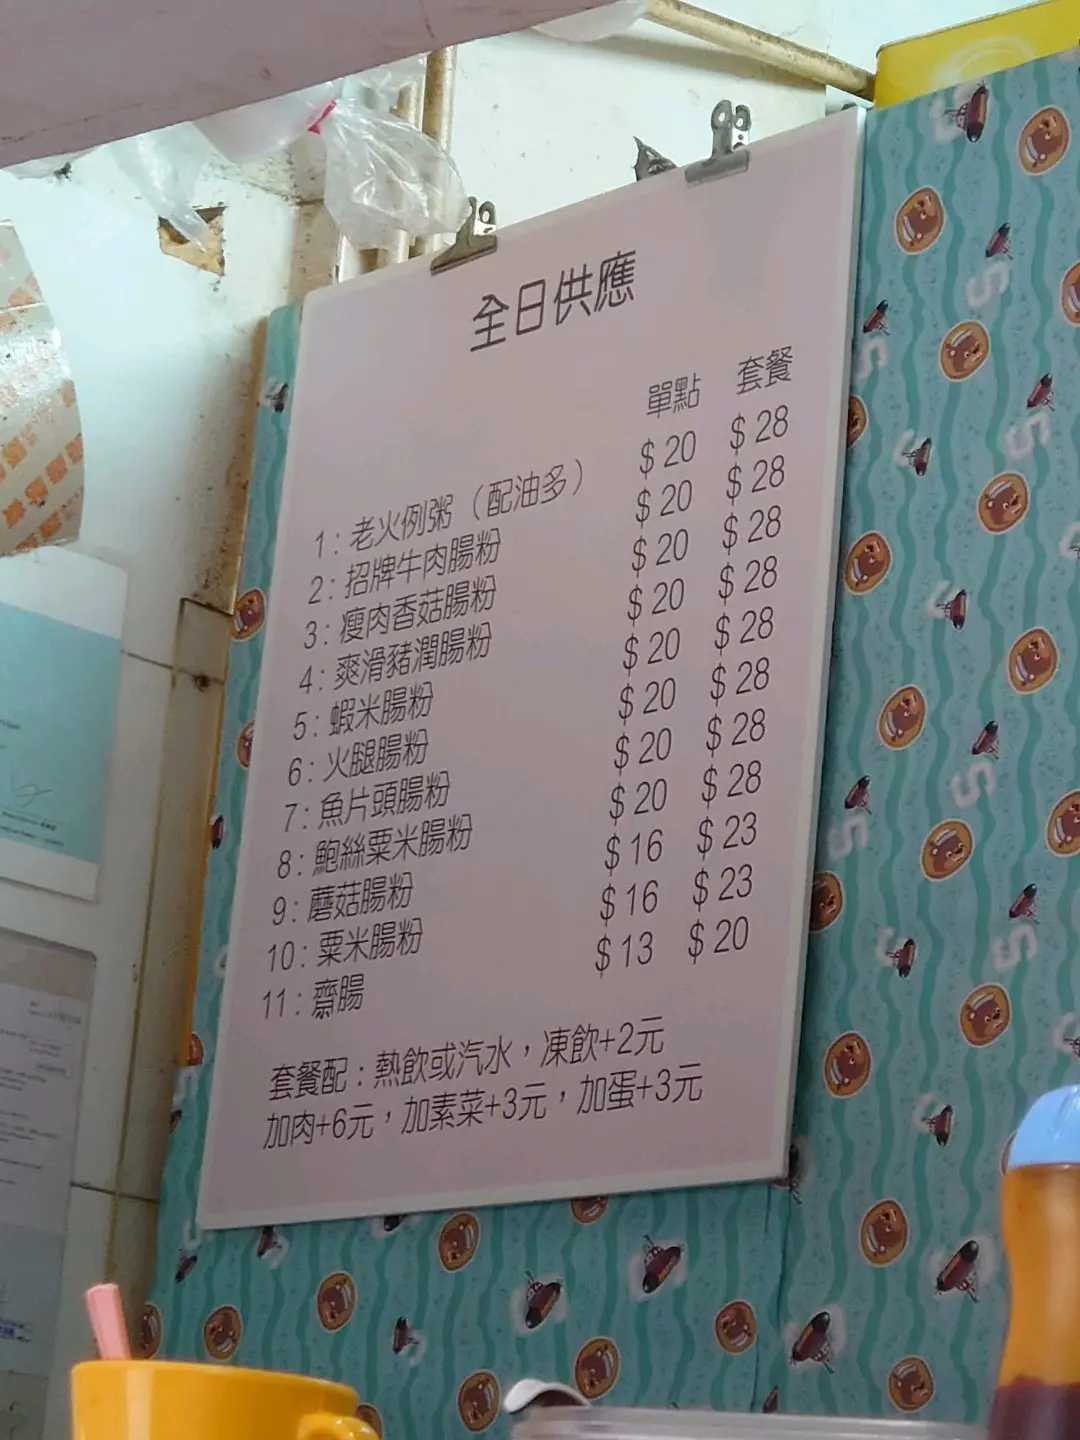 全日供應
單點 套餐
1 : 老火例粥 （配油多） $ 20 $ 28
2 : 招牌牛肉腸粉 $ 20 $ 28
3 : 瘦肉香菇腸粉 $ 20 $ 28
4 : 爽滑豬潤腸粉 $ 20 $ 28
5 : 蝦米腸粉 $ 20 $ 28
6 : 火腿腸粉 $ 20 $ 28
7 : 魚片頭腸粉 $ 20 $ 28
8 : 鮑絲粟米腸粉 $ 20 $ 28
9 : 蘑菇腸粉 $ 16 $ 23
10 : 粟米腸粉 $ 16 $ 23
11 : 齋腸 $ 13 $ 20
套餐配 : 熱飲或汽水，凍飲+2元
加肉+6元，加素菜+3元，加蛋+3元